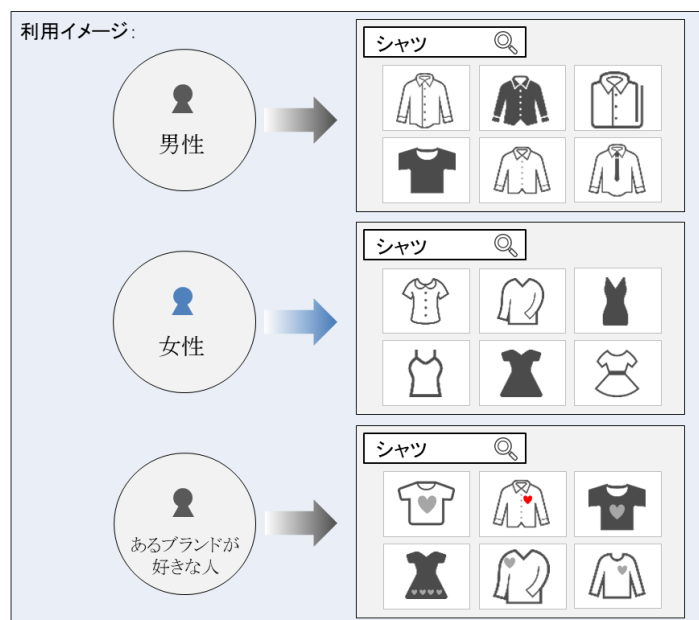 利用イメージ:
シャツ
男性
シャツ
女性
シャツ
あるブランドが
好きな人